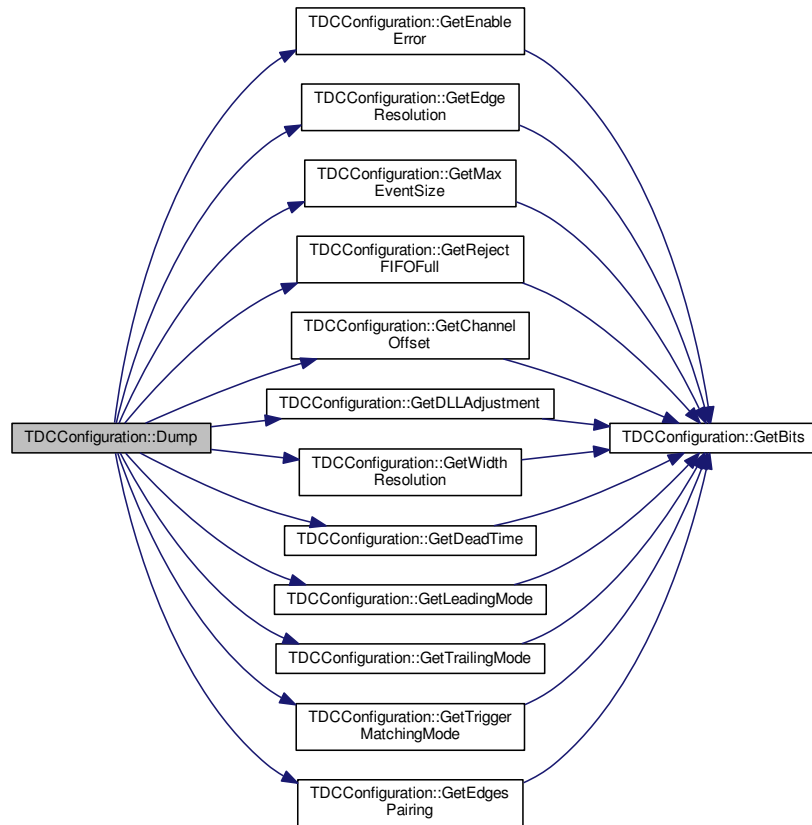 TDCConfiguration::GetEnable
Error
TDCConfiguration::GetEdge
Resolution
TDCConfiguration::GetMax
EventSize
TDCConfiguration::GetReject
FIFOFull
TDCConfiguration::GetChannel
Offset
TDCConfiguration::GetDLLAdjustment
TDCConfiguration::Dump
TDCConfiguration::GetBits
TDCConfiguration::GetWidth
Resolution
TDCConfiguration::GetDeadTime
TDCConfiguration::GetLeadingMode
TDCConfiguration::GetTrailingMode
TDCConfiguration::GetTrigger
MatchingMode
TDCConfiguration::GetEdges
Pairing